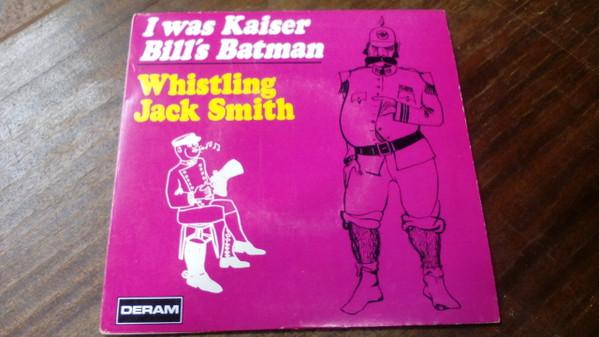 I was Kaiser
Bill's Batman
Whistling
Jack Smith
DERAM